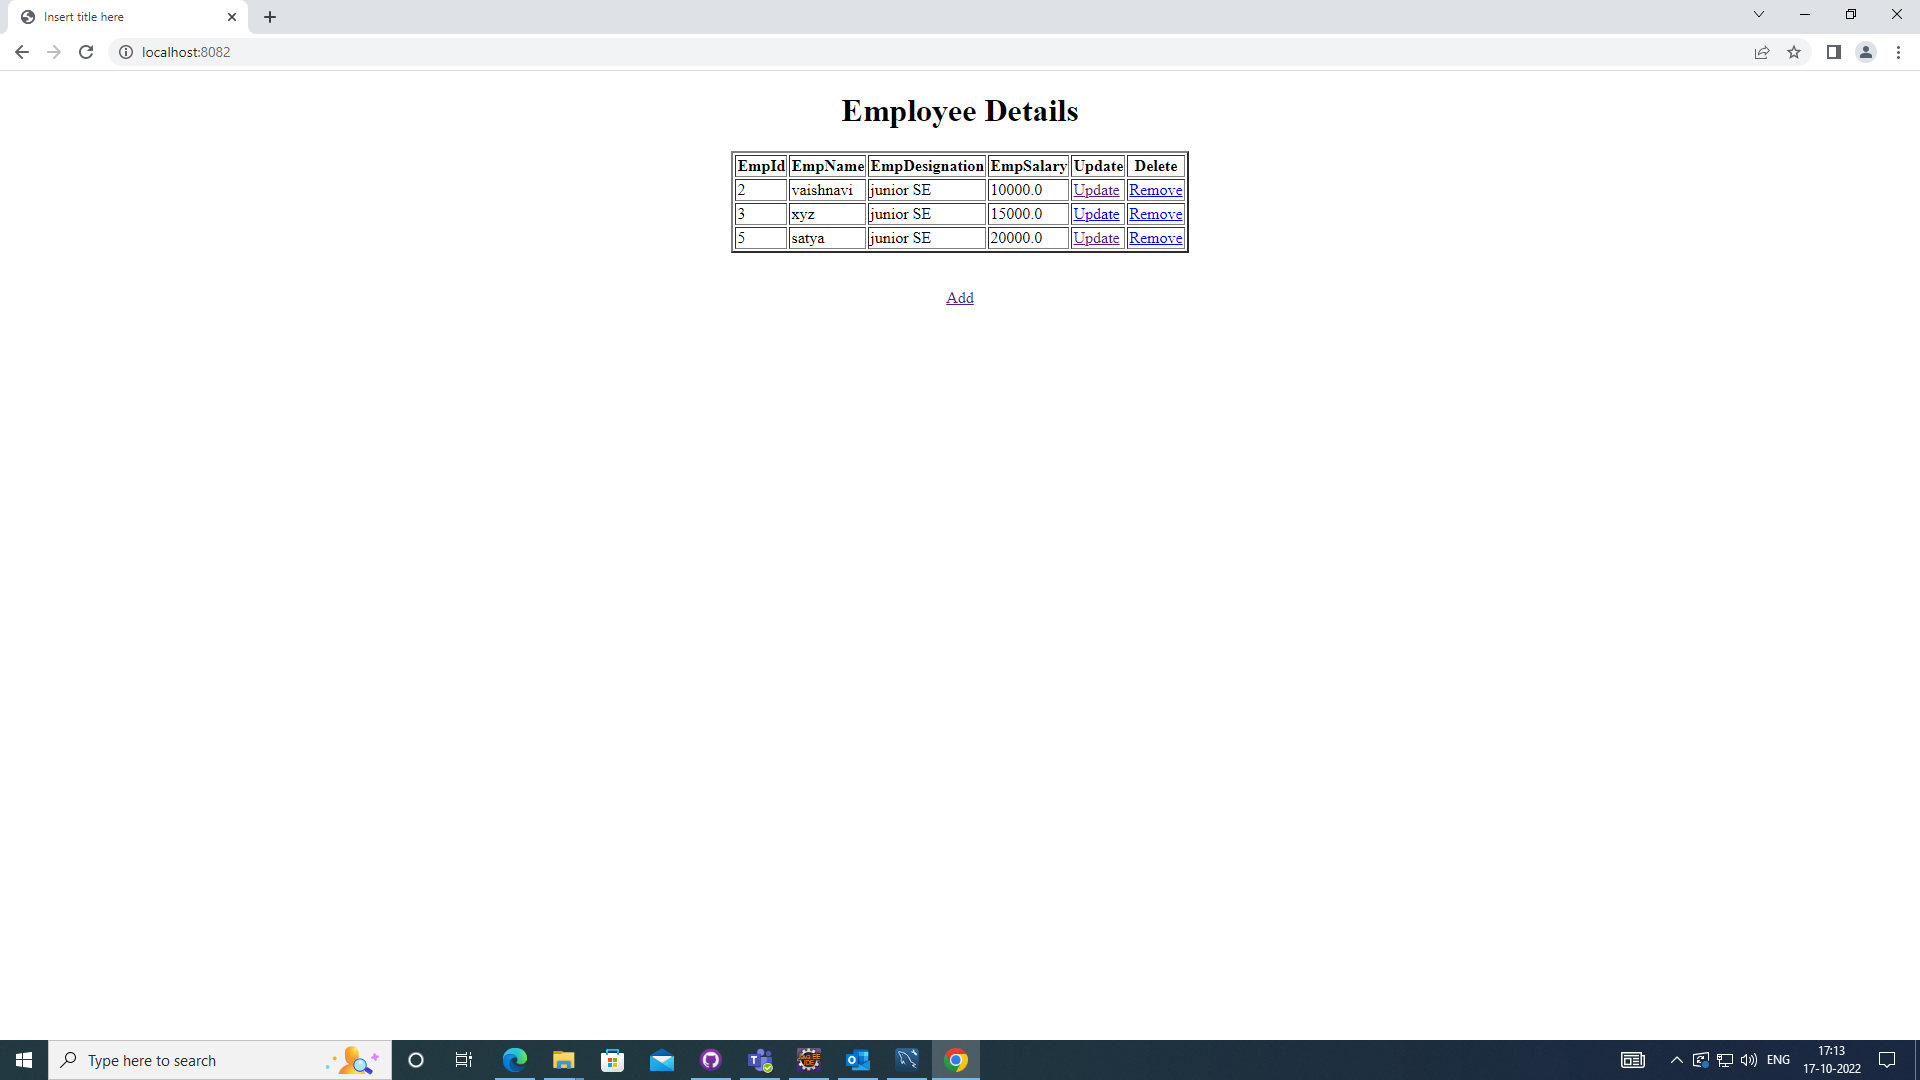 Insert title here
localhost:8082
Employee Details
EmpId EmpName EmpDesignation EmpSalary Update Delete
2 vaishnavi junior SE 10000.0 Update Remove
3 xyz junior SE 15000.0 Update Remove
5 satya junior SE 20000.0 Update Remove
Add
Type here to search
ENG
17:13
17-10-2022